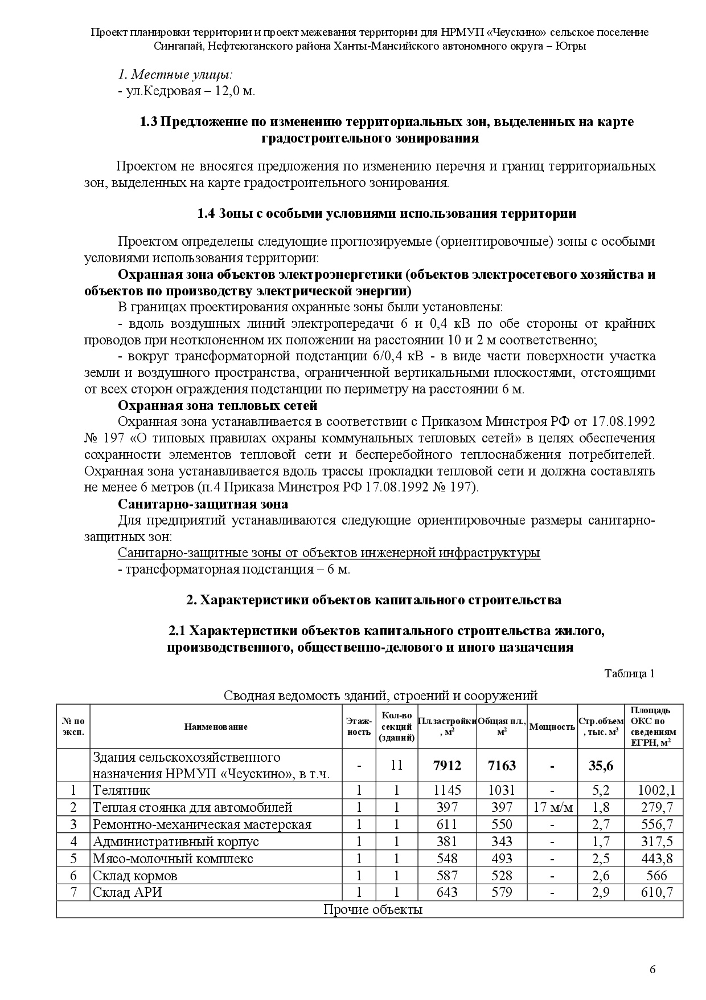 Проект планировки территории и проект межевания территории для НРМУП «Чеускино» сельское поселение
Сингапай, Нефтеюганского района Ханты-Мансийского автономного округа – Югры
1. Местные улицы:
- ул.Кедровая – 12,0 м.
1.3 Предложение по изменению территориальных зон, выделенных на карте
градостроительного зонирования
Проектом не вносятся предложения по изменению перечня и границ территориальных
зон, выделенных на карте градостроительного зонирования.
1.4 Зоны с особыми условиями использования территории
Проектом определены следующие прогнозируемые (ориентировочные) зоны с особыми
условиями использования территории:
Охранная зона объектов электроэнергетики (объектов электросетевого хозяйства и
объектов по производству электрической энергии)
В границах проектирования охранные зоны были установлены:
- вдоль воздушных линий электропередачи 6 и 0,4 кВ по обе стороны от крайних
проводов при неотклоненном их положении на расстоянии 10 и 2 м соответственно;
- вокруг трансформаторной подстанции 6/0,4 кВ - в виде части поверхности участка
земли и воздушного пространства, ограниченной вертикальными плоскостями, отстоящими
от всех сторон ограждения подстанции по периметру на расстоянии 6 м.
Охранная зона тепловых сетей
Охранная зона устанавливается в соответствии с Приказом Минстроя РФ от 17.08.1992
№ 197 «О типовых правилах охраны коммунальных тепловых сетей» в целях обеспечения
сохранности элементов тепловой сети и бесперебойного теплоснабжения потребителей.
Охранная зона устанавливается вдоль трассы прокладки тепловой сети и должна составлять
не менее 6 метров (п.4 Приказа Минстроя РФ 17.08.1992 № 197).
Санитарно-защитная зона
Для предприятий устанавливаются следующие ориентировочные размеры санитарно-
защитных зон:
Санитарно-защитные зоны от объектов инженерной инфраструктуры
- трансформаторная подстанция – 6 м.
2. Характеристики объектов капитального строительства
2.1 Характеристики объектов капитального строительства жилого,
производственного, общественно-делового и иного назначения
Таблица 1
Сводная ведомость зданий, строений и сооружений
№ по эксп. Наименование Этаж-ность Кол-во секций (зданий) Пл.застройки, м² Общая пл., м² Мощность Стр.объем, тыс. м³ Площадь ОКС по сведениям ЕГРН, м²
Здания сельскохозяйственного
назначения НРМУП «Чеускино», в т.ч. - 11 7912 7163 - 35,6
1 Телятник 1 1 1145 1031 - 5,2 1002,1
2 Теплая стоянка для автомобилей 1 1 397 397 17 м/м 1,8 279,7
3 Ремонтно-механическая мастерская 1 1 611 550 - 2,7 556,7
4 Административный корпус 1 1 381 343 - 1,7 317,5
5 Мясо-молочный комплекс 1 1 548 493 - 2,5 443,8
6 Склад кормов 1 1 587 528 - 2,6 566
7 Склад АРИ 1 1 643 579 - 2,9 610,7
Прочие объекты
6